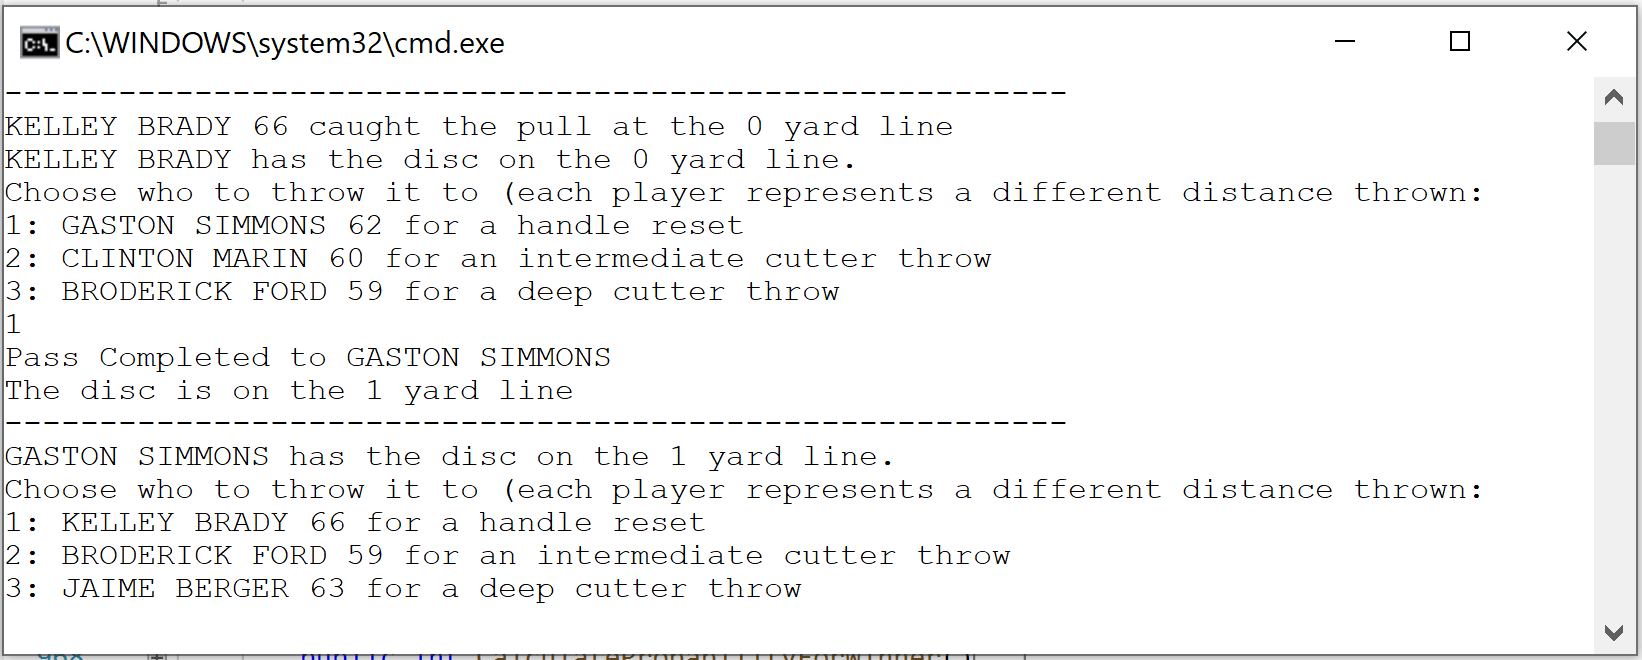 C:\WINDOWS\system32\cmd.exe
--------------------------------------------------------
KELLEY BRADY 66 caught the pull at the 0 yard line
KELLEY BRADY has the disc on the 0 yard line.
Choose who to throw it to (each player represents a different distance thrown:
1: GASTON SIMMONS 62 for a handle reset
2: CLINTON MARIN 60 for an intermediate cutter throw
3: BRODERICK FORD 59 for a deep cutter throw
1
Pass Completed to GASTON SIMMONS
The disc is on the 1 yard line
--------------------------------------------------------
GASTON SIMMONS has the disc on the 1 yard line.
Choose who to throw it to (each player represents a different distance thrown:
1: KELLEY BRADY 66 for a handle reset
2: BRODERICK FORD 59 for an intermediate cutter throw
3: JAIME BERGER 63 for a deep cutter throw
968 public int CalculateProbabilityForWinner()